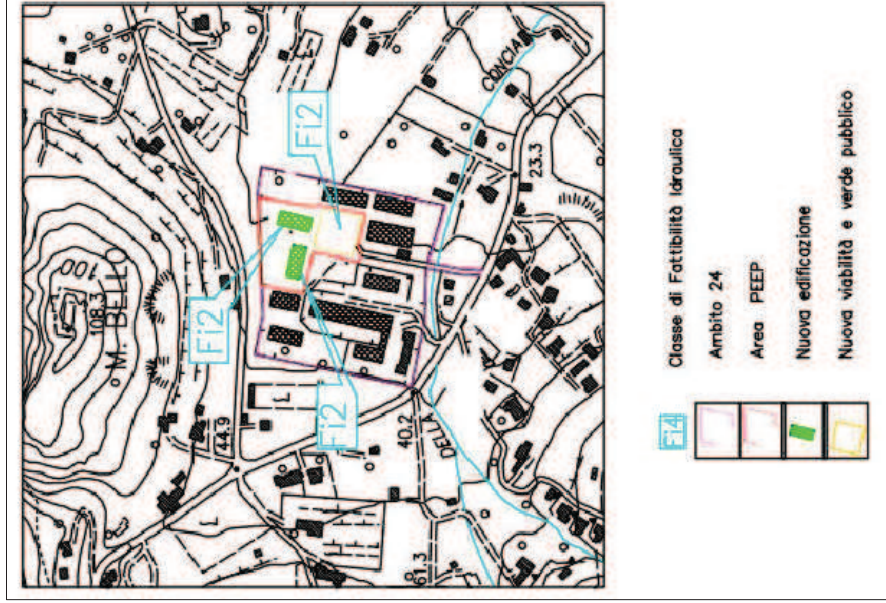 108.3
100
M. BELLO
Fi2
Fi2
Fi2
44.9
40.2
DELLA
61.3
CONCIA
23.3
Fi4
Classe di Fattibilità Idraulica
Ambito 24
Area PEEP
Nuova edificazione
Nuova viabilità e verde pubblico